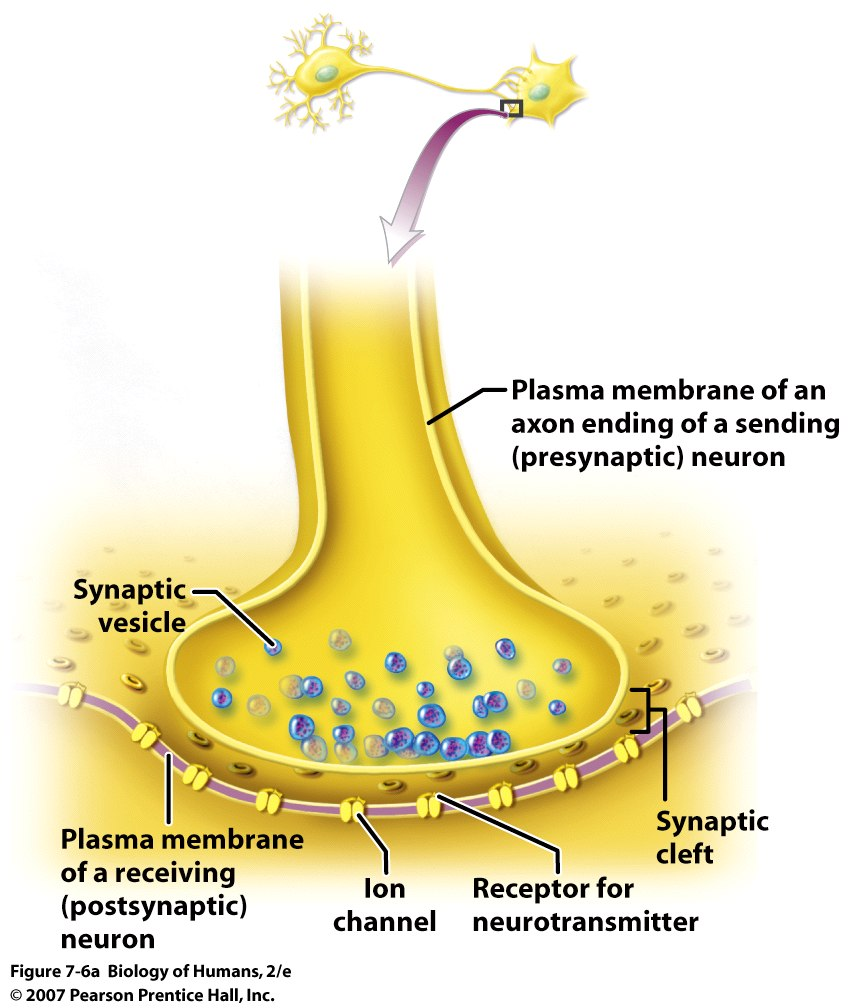 Plasma membrane of an
axon ending of a sending
(presynaptic) neuron
Synaptic
vesicle
Synaptic
cleft
Plasma membrane
of a receiving
(postsynaptic)
neuron
Ion
channel
Receptor for
neurotransmitter
Figure 7-6a Biology of Humans, 2/e
© 2007 Pearson Prentice Hall, Inc.